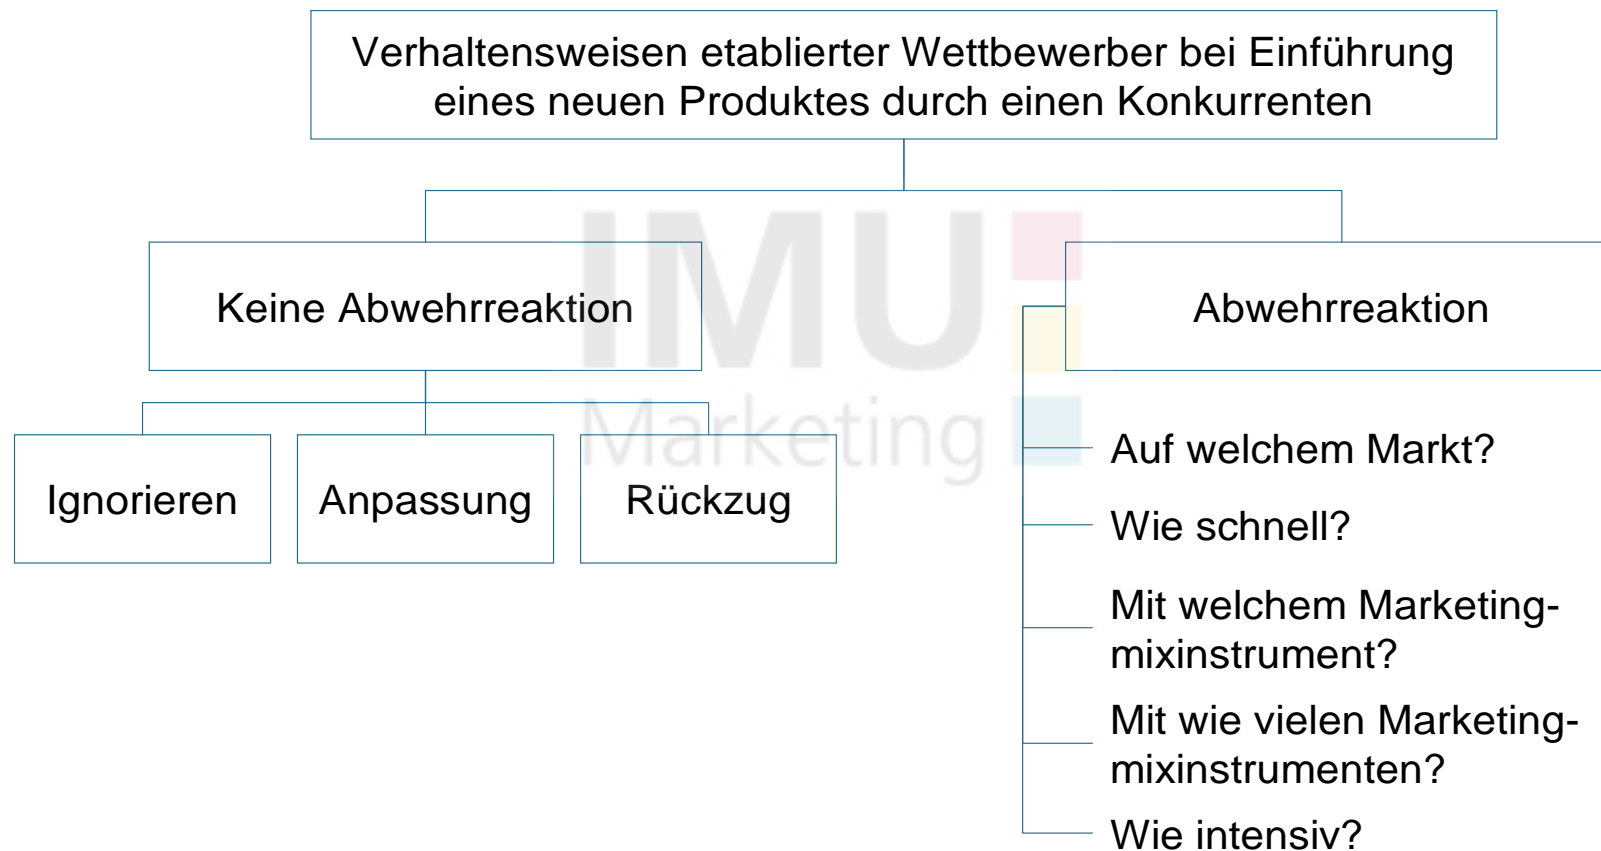 Verhaltensweisen etablierter Wettbewerber bei Einführung
eines neuen Produktes durch einen Konkurrenten
IMU
Marketing
Keine Abwehrreaktion
Abwehrreaktion
Ignorieren
Anpassung
Rückzug
Auf welchem Markt?
Wie schnell?
Mit welchem Marketing-
mixinstrument?
Mit wie vielen Marketing-
mixinstrumenten?
Wie intensiv?